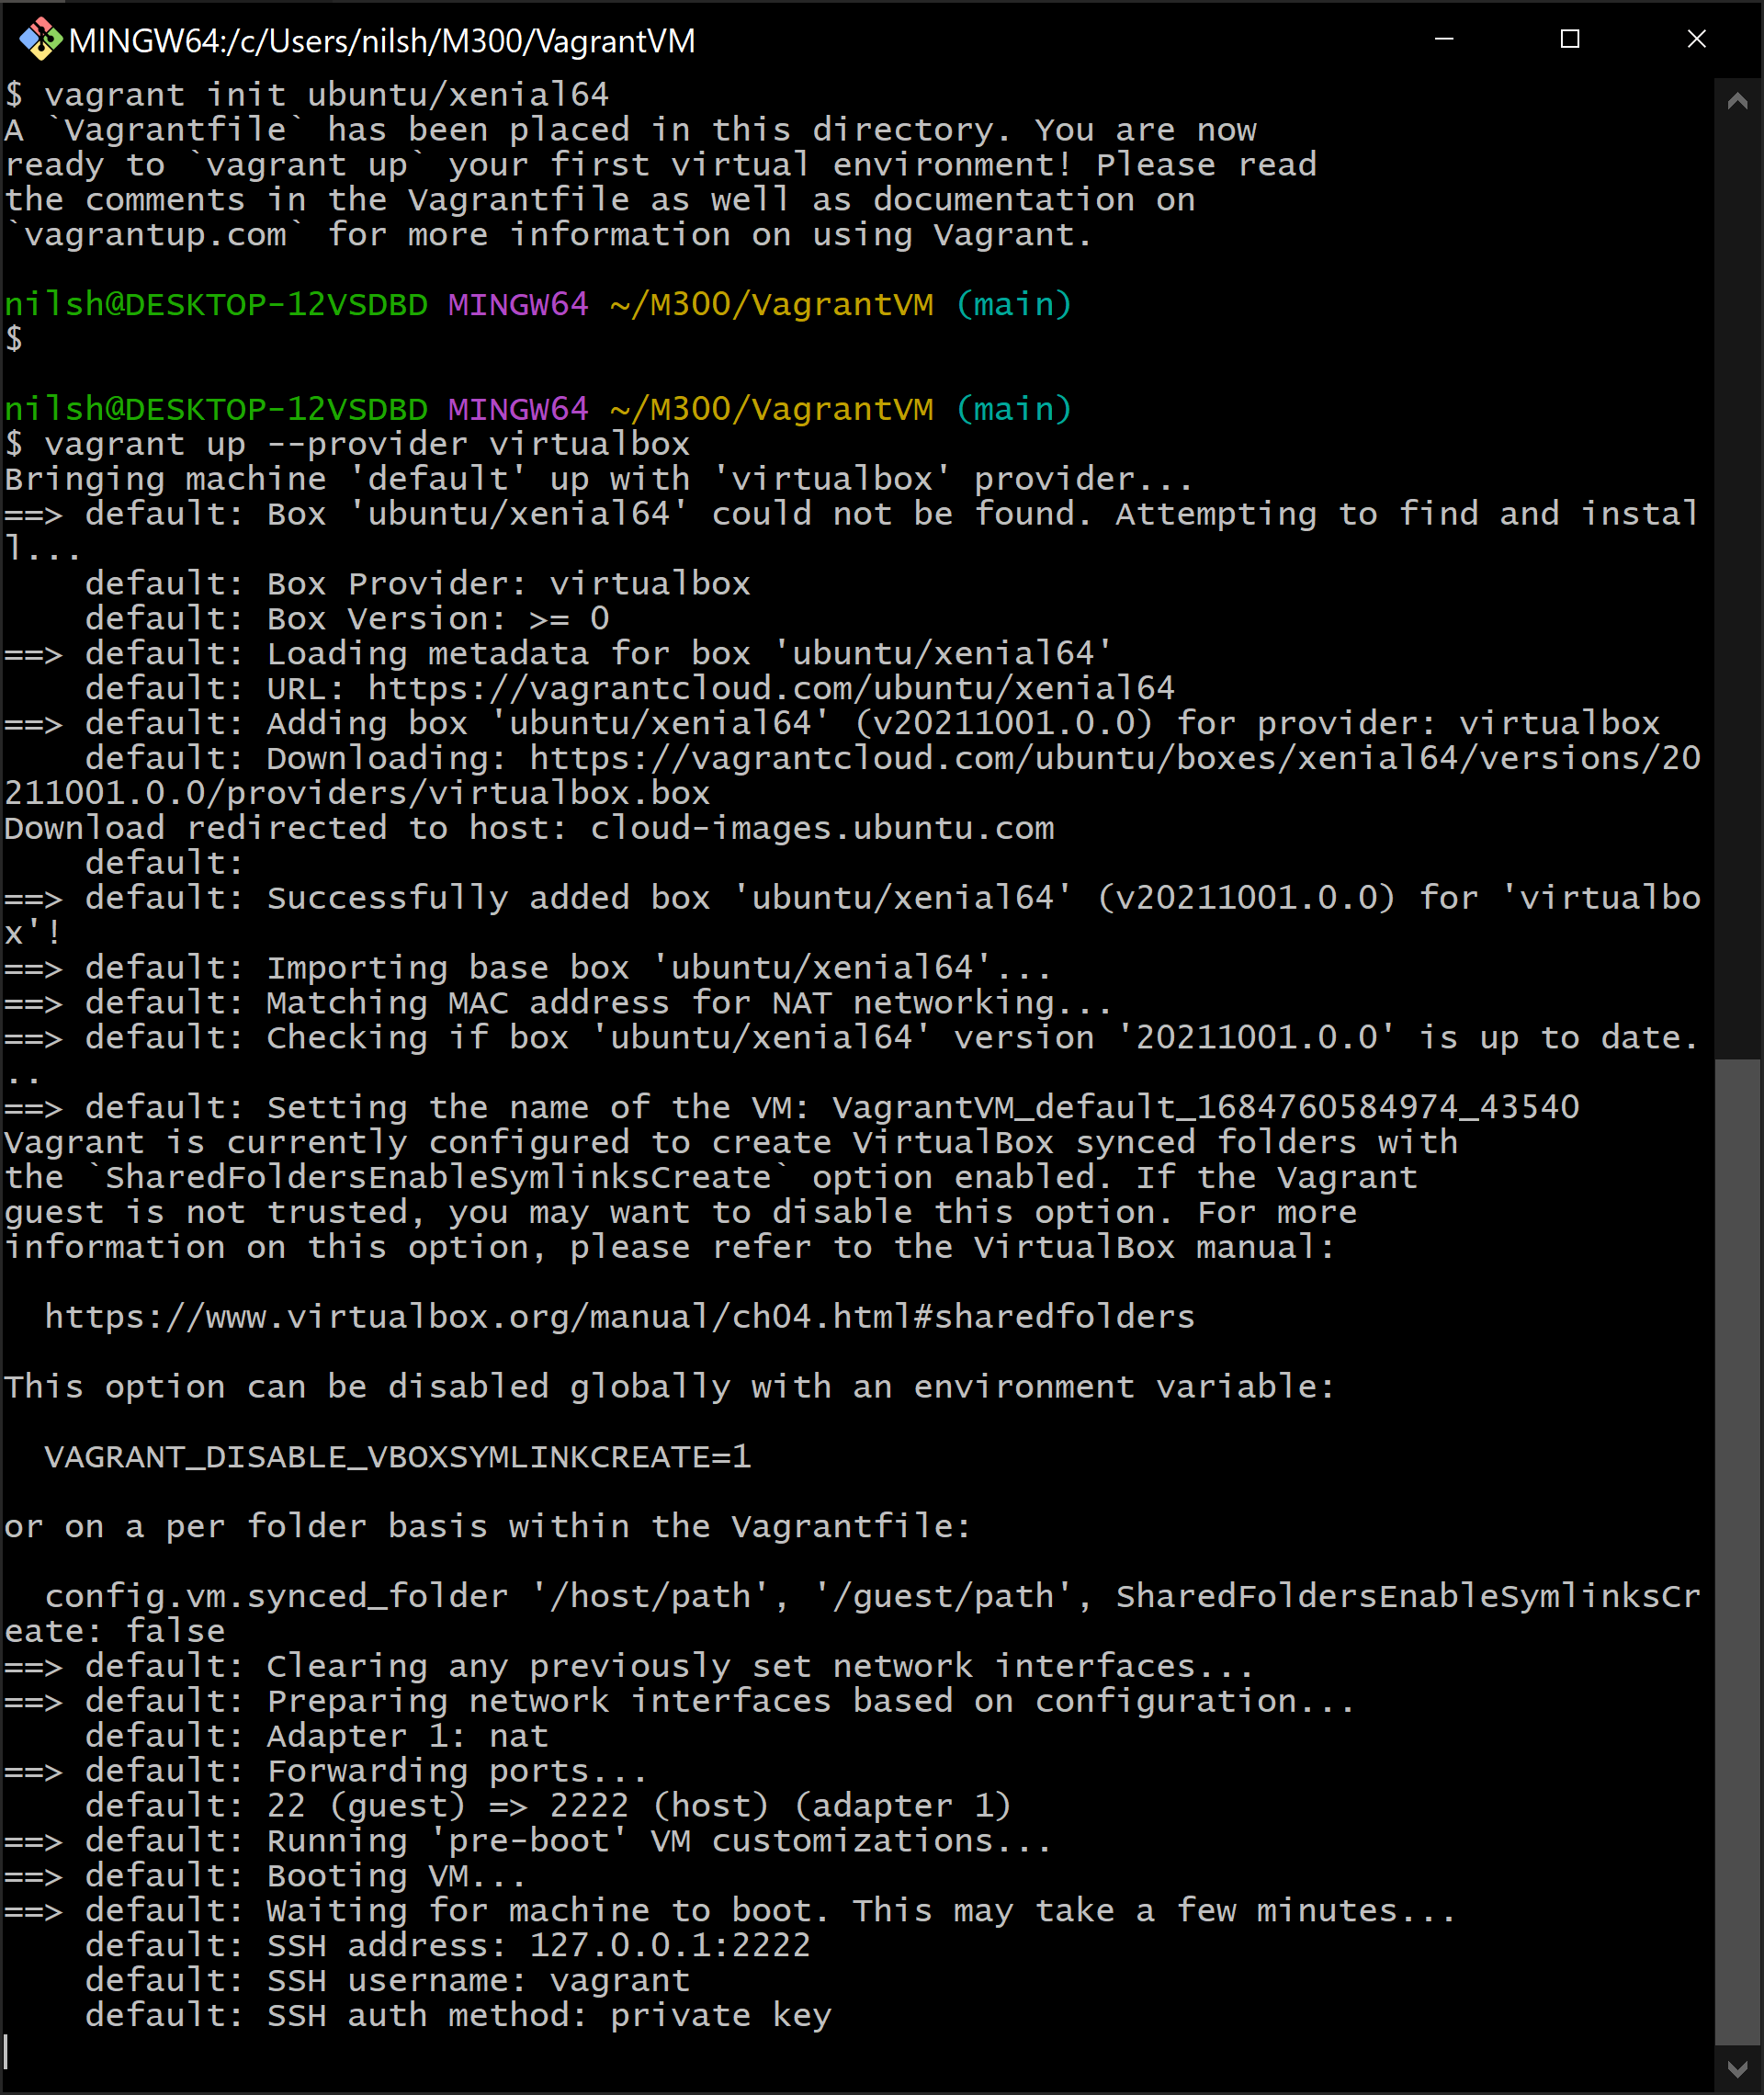 MINGW64:/c/Users/nilsh/M300/VagrantVM
$ vagrant init ubuntu/xenial64
A `Vagrantfile` has been placed in this directory. You are now
ready to `vagrant up` your first virtual environment! Please read
the comments in the Vagrantfile as well as documentation on
`vagrantup.com` for more information on using Vagrant.
nilsh@DESKTOP-12VSDBD MINGW64 ~/M300/VagrantVM (main)
$
nilsh@DESKTOP-12VSDBD MINGW64 ~/M300/VagrantVM (main)
$ vagrant up --provider virtualbox
Bringing machine 'default' up with 'virtualbox' provider...
==> default: Box 'ubuntu/xenial64' could not be found. Attempting to find and instal
l...
    default: Box Provider: virtualbox
    default: Box Version: >= 0
==> default: Loading metadata for box 'ubuntu/xenial64'
    default: URL: https://vagrantcloud.com/ubuntu/xenial64
==> default: Adding box 'ubuntu/xenial64' (v20211001.0.0) for provider: virtualbox
    default: Downloading: https://vagrantcloud.com/ubuntu/boxes/xenial64/versions/20
211001.0.0/providers/virtualbox.box
Download redirected to host: cloud-images.ubuntu.com
    default:
==> default: Successfully added box 'ubuntu/xenial64' (v20211001.0.0) for 'virtualbo
x'!
==> default: Importing base box 'ubuntu/xenial64'...
==> default: Matching MAC address for NAT networking...
==> default: Checking if box 'ubuntu/xenial64' version '20211001.0.0' is up to date.
..
==> default: Setting the name of the VM: VagrantVM_default_1684760584974_43540
Vagrant is currently configured to create VirtualBox synced folders with
the `SharedFoldersEnableSymlinksCreate` option enabled. If the Vagrant
guest is not trusted, you may want to disable this option. For more
information on this option, please refer to the VirtualBox manual:
  https://www.virtualbox.org/manual/ch04.html#sharedfolders
This option can be disabled globally with an environment variable:
  VAGRANT_DISABLE_VBOXSYMLINKCREATE=1
or on a per folder basis within the Vagrantfile:
  config.vm.synced_folder '/host/path', '/guest/path', SharedFoldersEnableSymlinksCr
eate: false
==> default: Clearing any previously set network interfaces...
==> default: Preparing network interfaces based on configuration...
    default: Adapter 1: nat
==> default: Forwarding ports...
    default: 22 (guest) => 2222 (host) (adapter 1)
==> default: Running 'pre-boot' VM customizations...
==> default: Booting VM...
==> default: Waiting for machine to boot. This may take a few minutes...
    default: SSH address: 127.0.0.1:2222
    default: SSH username: vagrant
    default: SSH auth method: private key